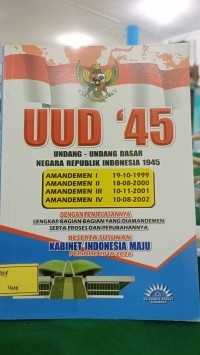 UUD '45
UNDANG - UNDANG DASAR
NEGARA REPUBLIK INDONESIA 1945
AMANDEMEN I 19-10-1999
AMANDEMEN II 18-08-2000
AMANDEMEN III 10-11-2001
AMANDEMEN IV 10-08-2002
DENGAN PENJELASANNYA
LENGKAP BAGIAN-BAGIAN YANG DIAMANDEMEN
SERTA PROSES DAN PERUBAHANNYA
BESERTA SUSUNAN
KABINET INDONESIA MAJU